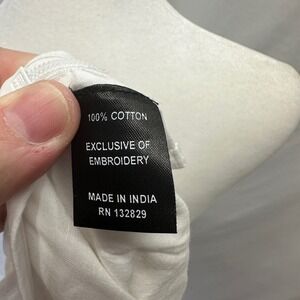 100% COTTON
EXCLUSIVE OF
EMBROIDERY
MADE IN INDIA
RN 132829